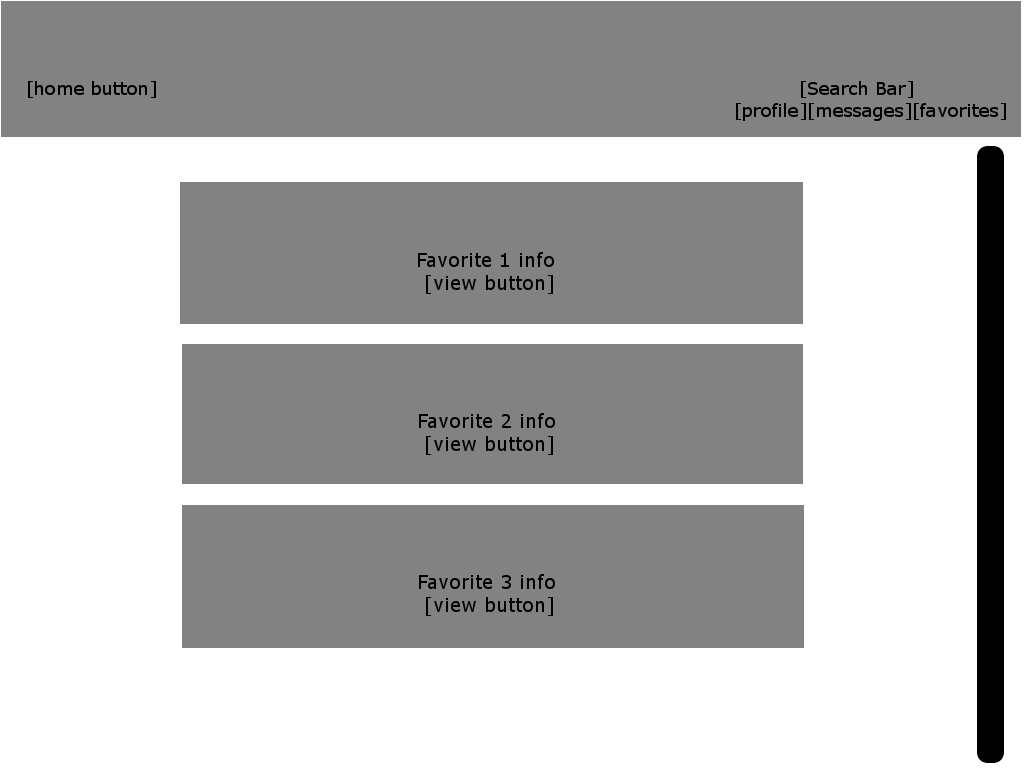 [home button]
[Search Bar]
[profile][messages][favorites]
Favorite 1 info
[view button]
Favorite 2 info
[view button]
Favorite 3 info
[view button]